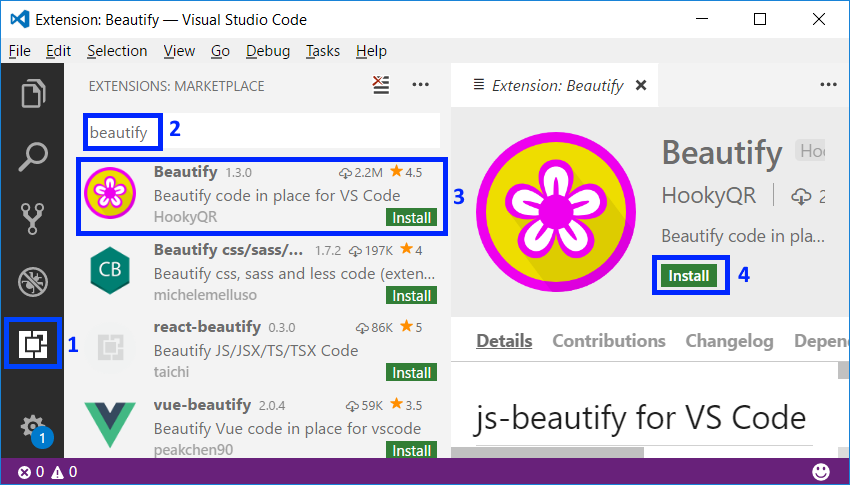 Extension: Beautify — Visual Studio Code
File Edit Selection View Go Debug Tasks Help
EXTENSIONS: MARKETPLACE
beautify
2
Beautify 1.3.0 2.2M 4.5
Beautify code in place for VS Code
HookyQR Install
3
Beautify css/sass/... 1.7.2 197K 4
Beautify css, sass and less code (exten...
michelemelluso Install
react-beautify 0.3.0 86K 5
Beautify JS/JSX/TS/TSX Code
taichi Install
vue-beautify 2.0.4 59K 3.5
Beautify Vue code in place for vscode
peakchen90 Install
CB
1
1
Extension: Beautify
Beautify
HookyQR
Beautify code in pla...
Install
4
Details Contributions Changelog Depen
js-beautify for VS Code
0 0